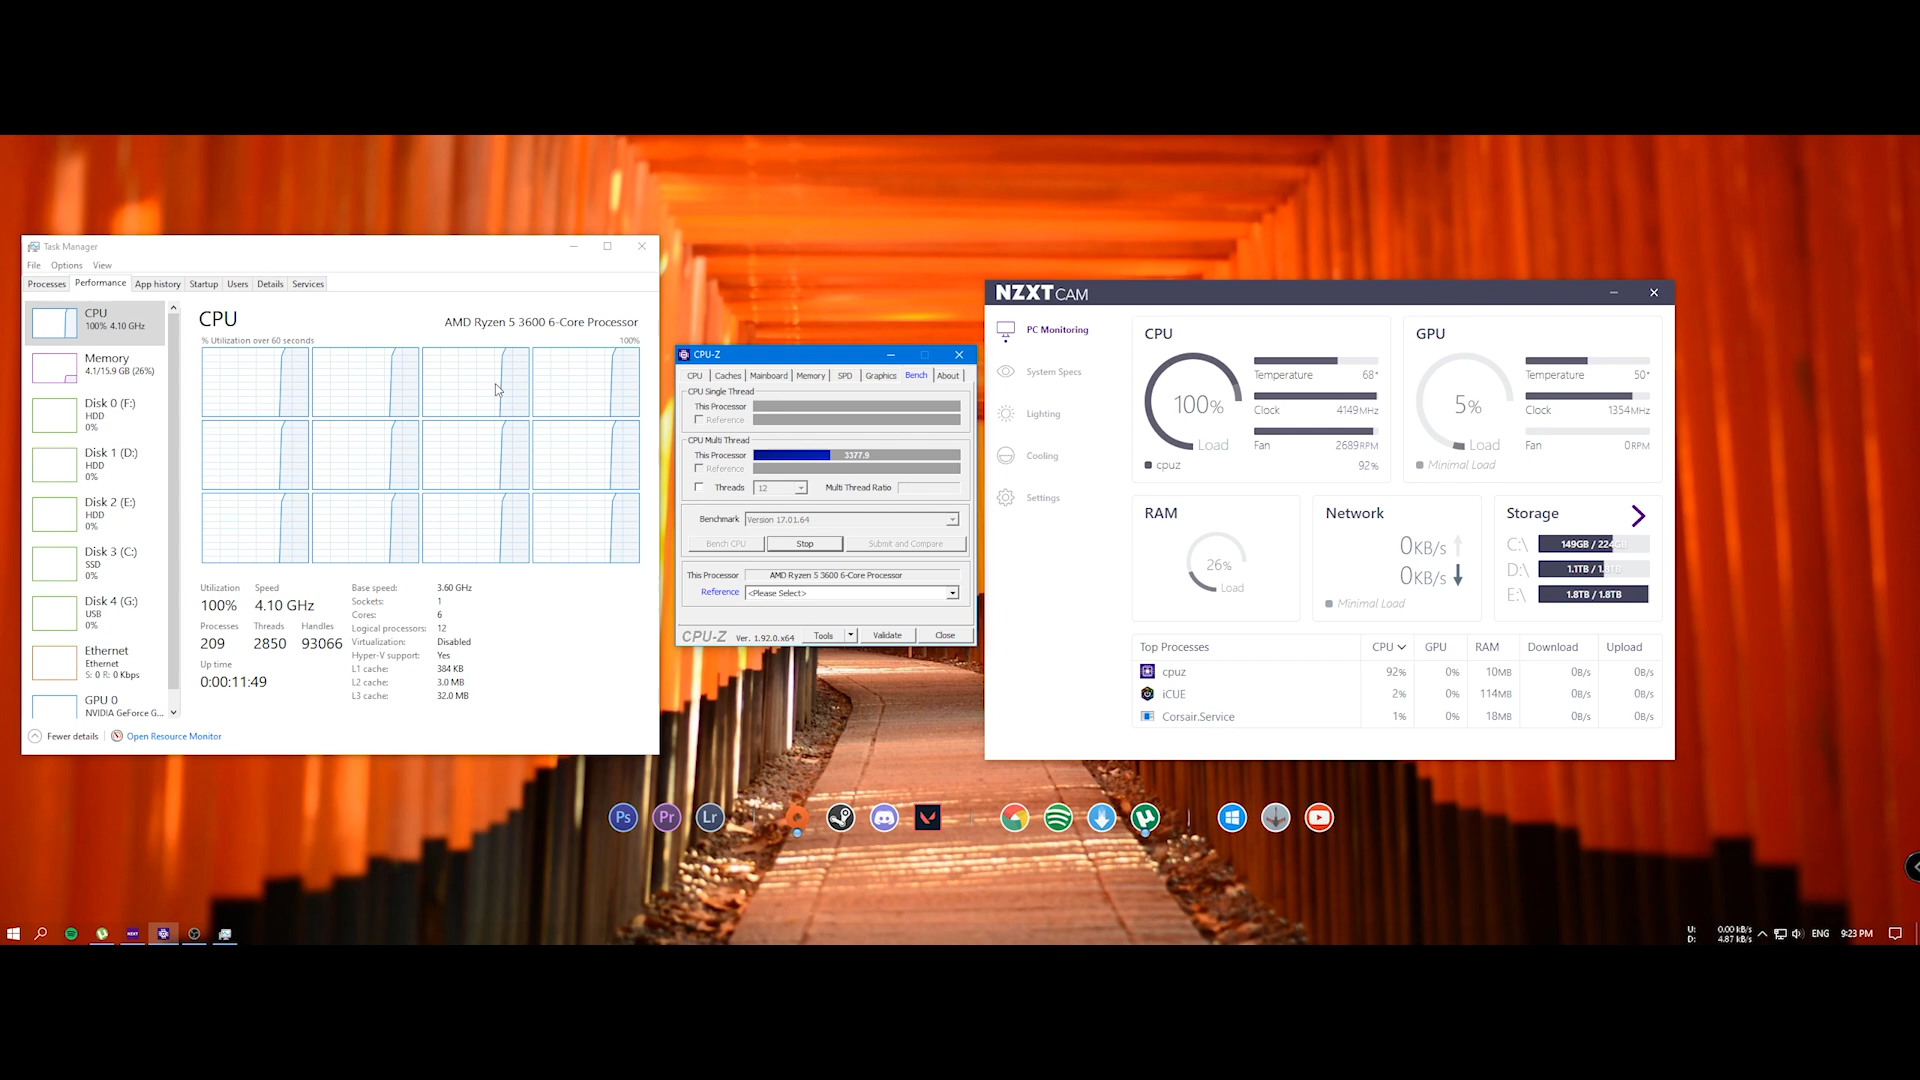 Task Manager
File Options View
Processes Performance App history Startup Users Details Services
CPU
100% 4.10 GHz
Memory
4.1/15.9 GB (26%)
Disk 0 (F:)
HDD
0%
Disk 1 (D:)
HDD
0%
Disk 2 (E:)
HDD
0%
Disk 3 (C:)
SSD
0%
Disk 4 (G:)
USB
0%
Ethernet
Ethernet
S: 0 R: 0 Kbps
GPU 0
NVIDIA GeForce G...
CPU AMD Ryzen 5 3600 6-Core Processor
% Utilization over 60 seconds 100%
Utilization Speed
100% 4.10 GHz
Processes Threads Handles
209 2850 93066
Up time
0:00:11:49
Base speed: 3.60 GHz
Sockets: 1
Cores: 6
Logical processors: 12
Virtualization: Disabled
Hyper-V support: Yes
L1 cache: 384 KB
L2 cache: 3.0 MB
L3 cache: 32.0 MB
Fewer details Open Resource Monitor
CPU-Z
CPU Caches Mainboard Memory SPD Graphics Bench About
CPU Single Thread
This Processor
Reference
CPU Multi Thread
This Processor 3377.9
Reference
Threads 12 Multi Thread Ratio
Benchmark Version 17.01.64
Bench CPU Stop Submit and Compare
This Processor AMD Ryzen 5 3600 6-Core Processor
Reference <Please Select>
CPU-Z Ver. 1.92.0.x64 Tools Validate Close
NZXT CAM
PC Monitoring
System Specs
Lighting
Cooling
Settings
CPU
100%
Load
Temperature 68°
Clock 4149MHz
Fan 2689RPM
cpuz 92%
GPU
5%
Load
Temperature 50°
Clock 1354MHz
Fan 0RPM
Minimal Load
RAM
26%
Load
Network
0KB/s
0KB/s
Minimal Load
Storage
C:\ 149GB / 224GB
D:\ 1.1TB / 1.8TB
E:\ 1.8TB / 1.8TB
Top Processes CPU GPU RAM Download Upload
cpuz 92% 0% 10MB 0B/s 0B/s
iCUE 2% 0% 114MB 0B/s 0B/s
Corsair.Service 1% 0% 18MB 0B/s 0B/s
Ps Pr Lr
NZXT
U: 0.00 kB/s
D: 4.87 kB/s
ENG 9:23 PM